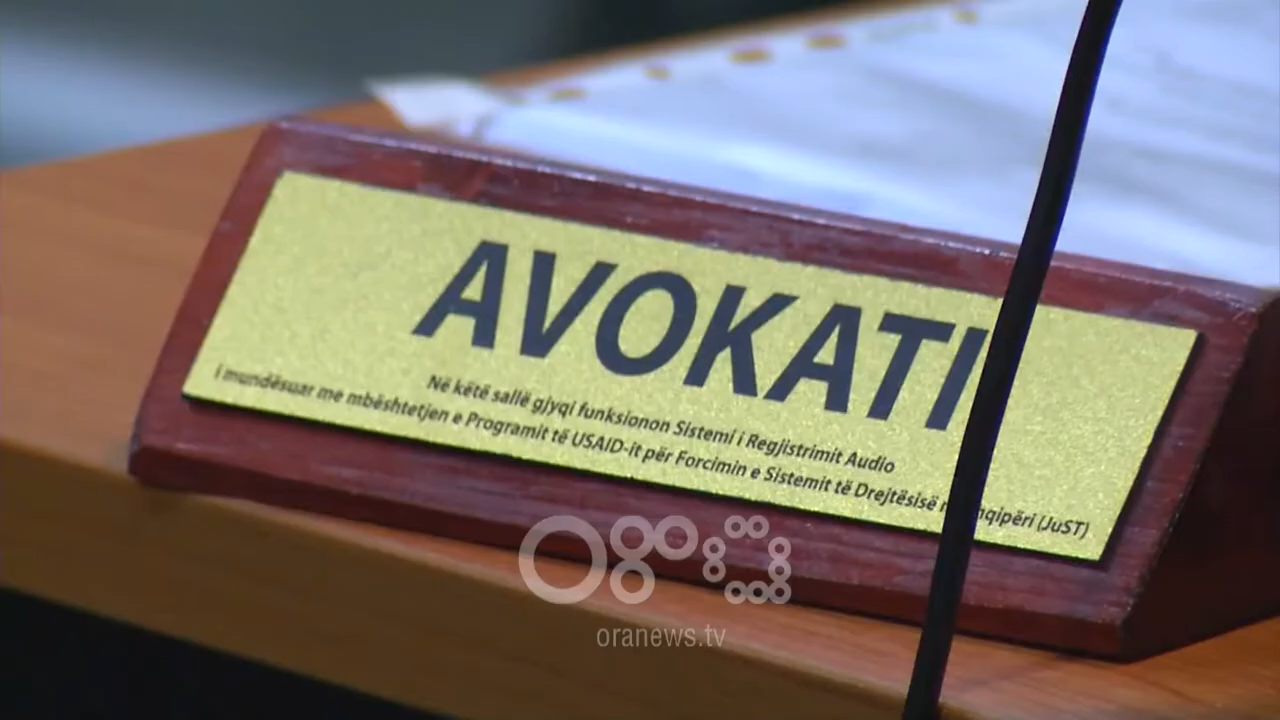 AVOKATI
Në këtë sallë gjyqi funksionon Sistemi i Regjistrimit Audio
I mundësuar me mbështetjen e Programit të USAID-it për Forcimin e Sistemit të Drejtësisë (JuST)
ora
oranews.tv